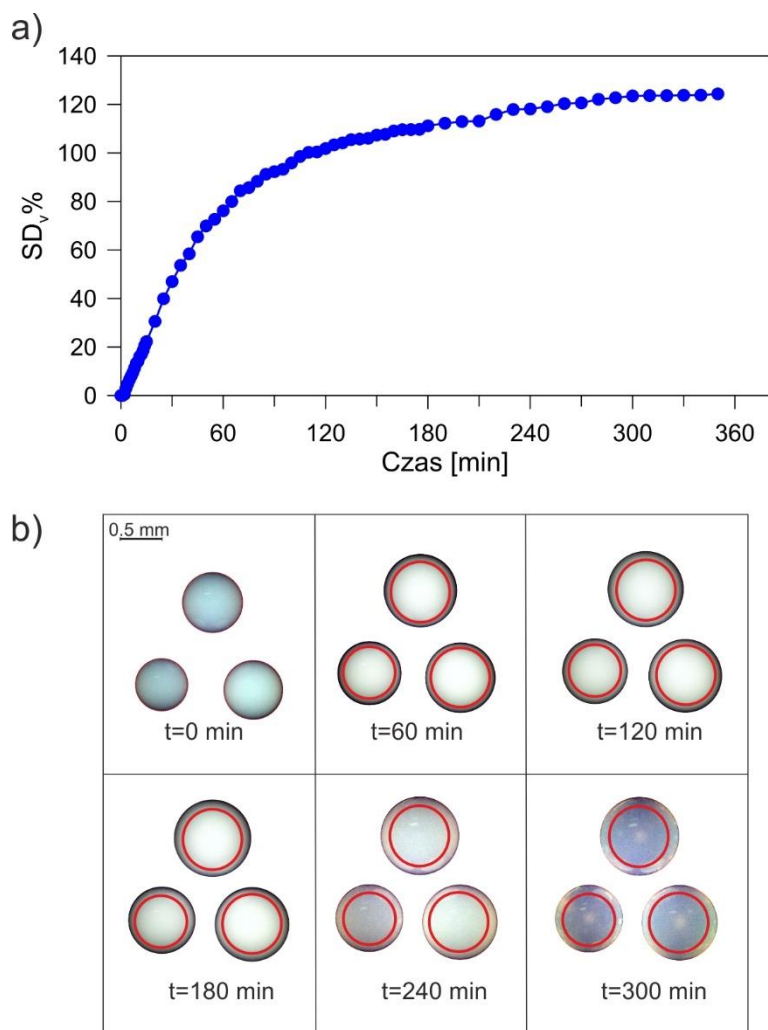 a)
140
120
100
80
60
40
20
0
SDv%
0 60 120 180 240 300 360
Czas [min]
b)
0.5 mm
t=0 min
t=60 min
t=120 min
t=180 min
t=240 min
t=300 min